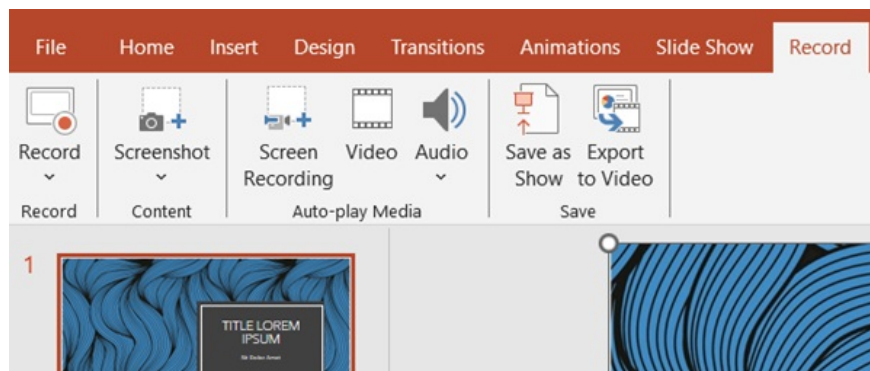 File Home Insert Design Transitions Animations Slide Show Record
Record Screenshot Screen Recording Video Audio Save as Show Export to Video
Record Content Auto-play Media Save
1
TITLE LOREM
IPSUM